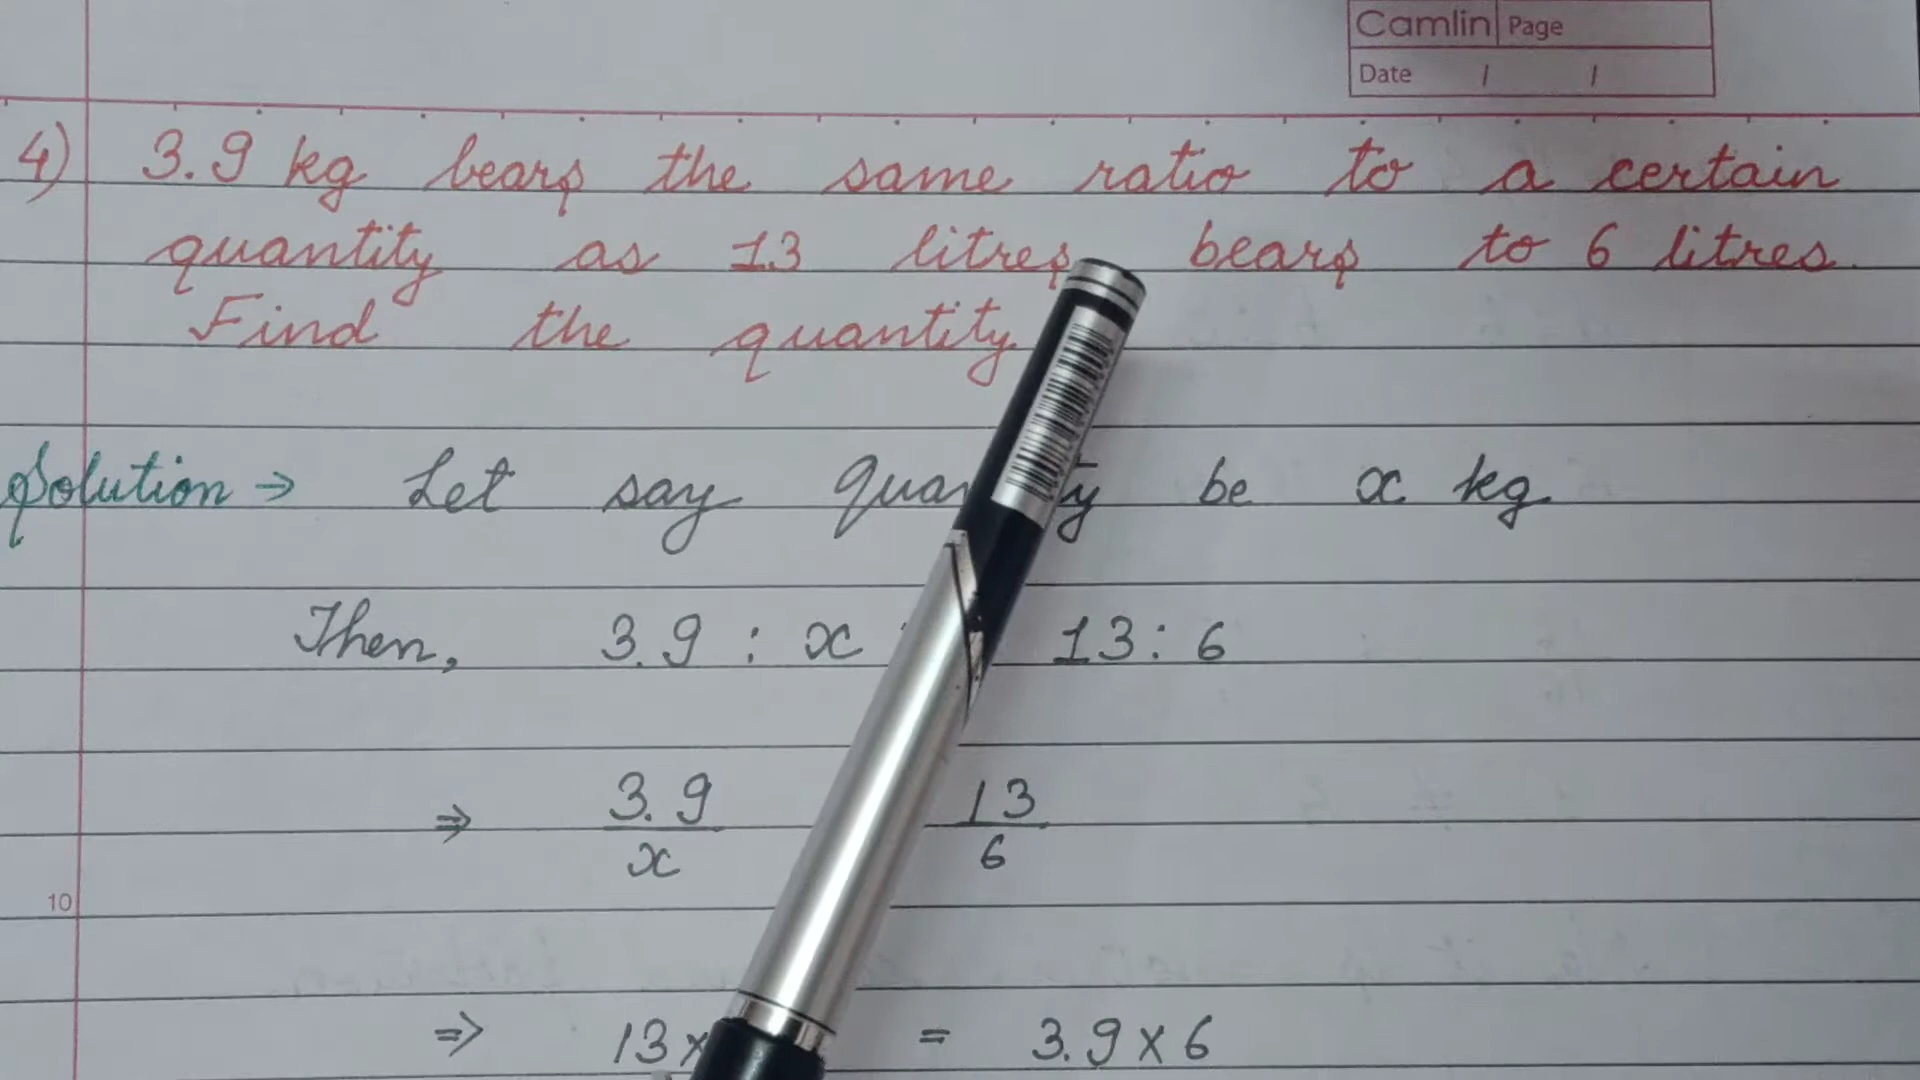 Camlin Page
Date / /
4) 3.9 kg bears the same ratio to a certain
quantity as 13 litres bears to 6 litres.
Find the quantity
Solution → Let say be x kg
Then, 3.9 : x 13 : 6
⇒ 3.9/x 13/6
10
⇒ 13 × = 3.9 × 6